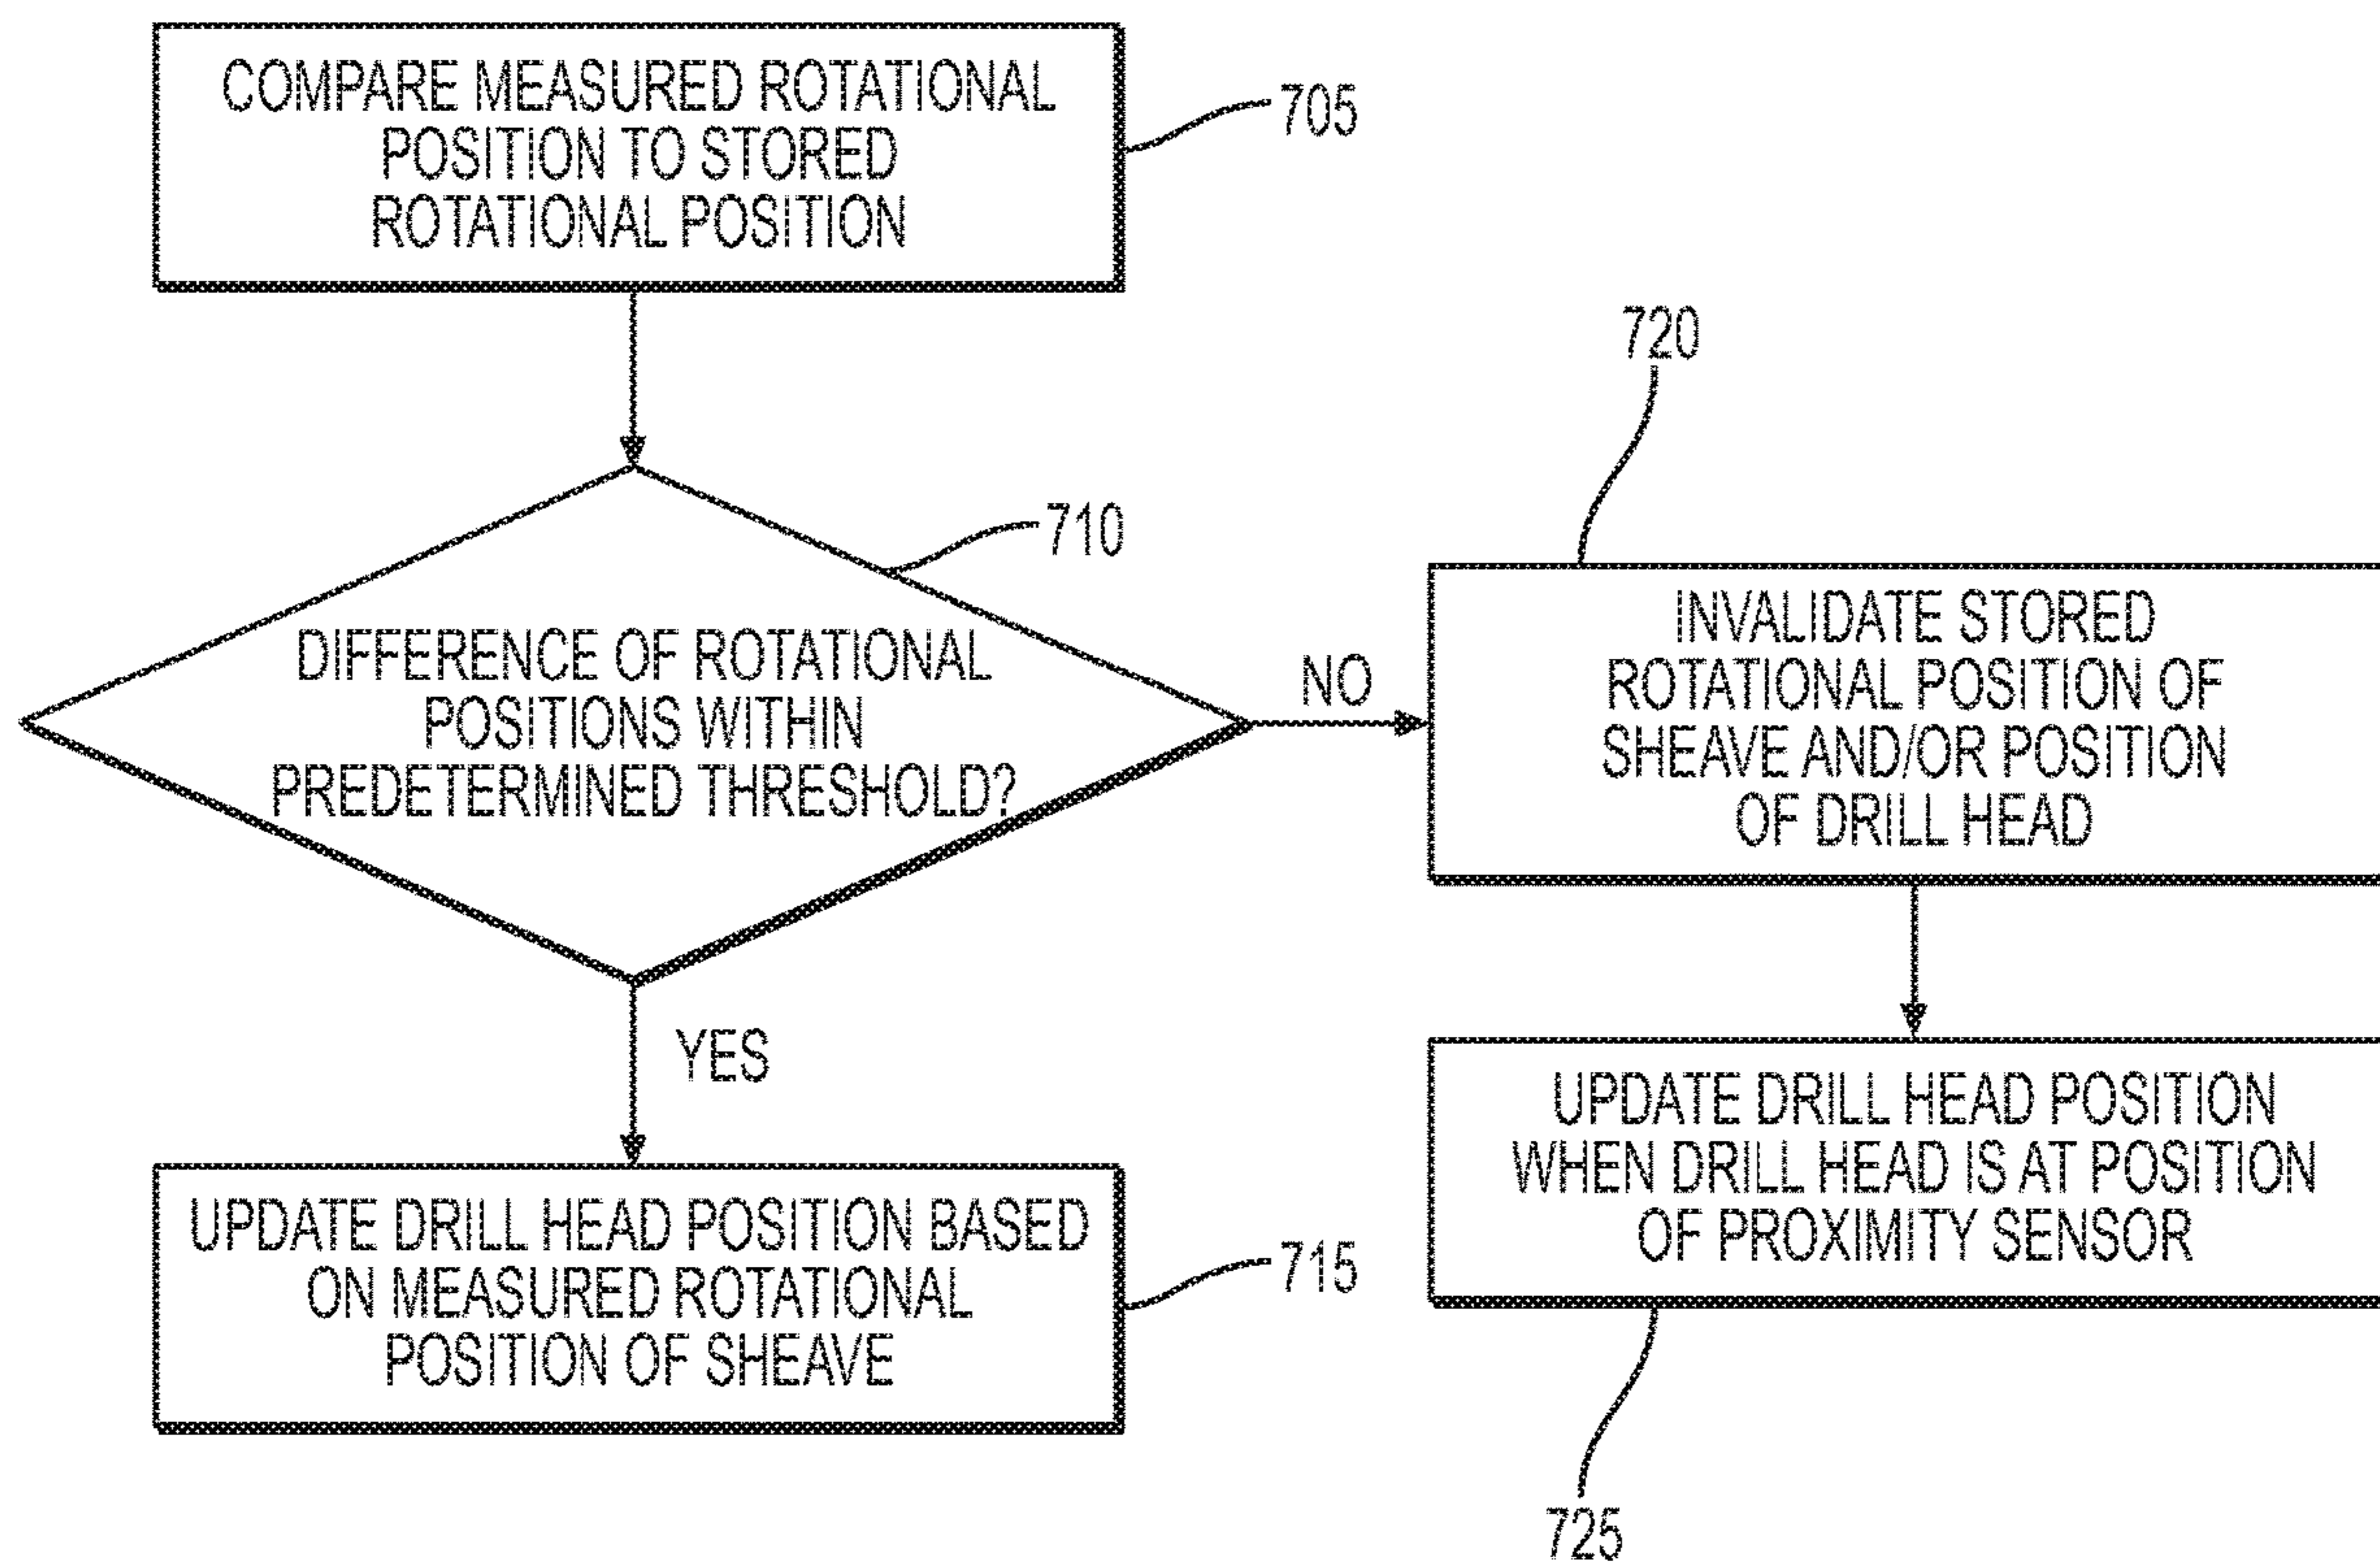 COMPARE MEASURED ROTATIONAL
POSITION TO STORED
ROTATIONAL POSITION
705
710
DIFFERENCE OF ROTATIONAL
POSITIONS WITHIN
PREDETERMINED THRESHOLD?
NO
YES
UPDATE DRILL HEAD POSITION BASED
ON MEASURED ROTATIONAL
POSITION OF SHEAVE
715
720
INVALIDATE STORED
ROTATIONAL POSITION OF
SHEAVE AND/OR POSITION
OF DRILL HEAD
UPDATE DRILL HEAD POSITION
WHEN DRILL HEAD IS AT POSITION
OF PROXIMITY SENSOR
725